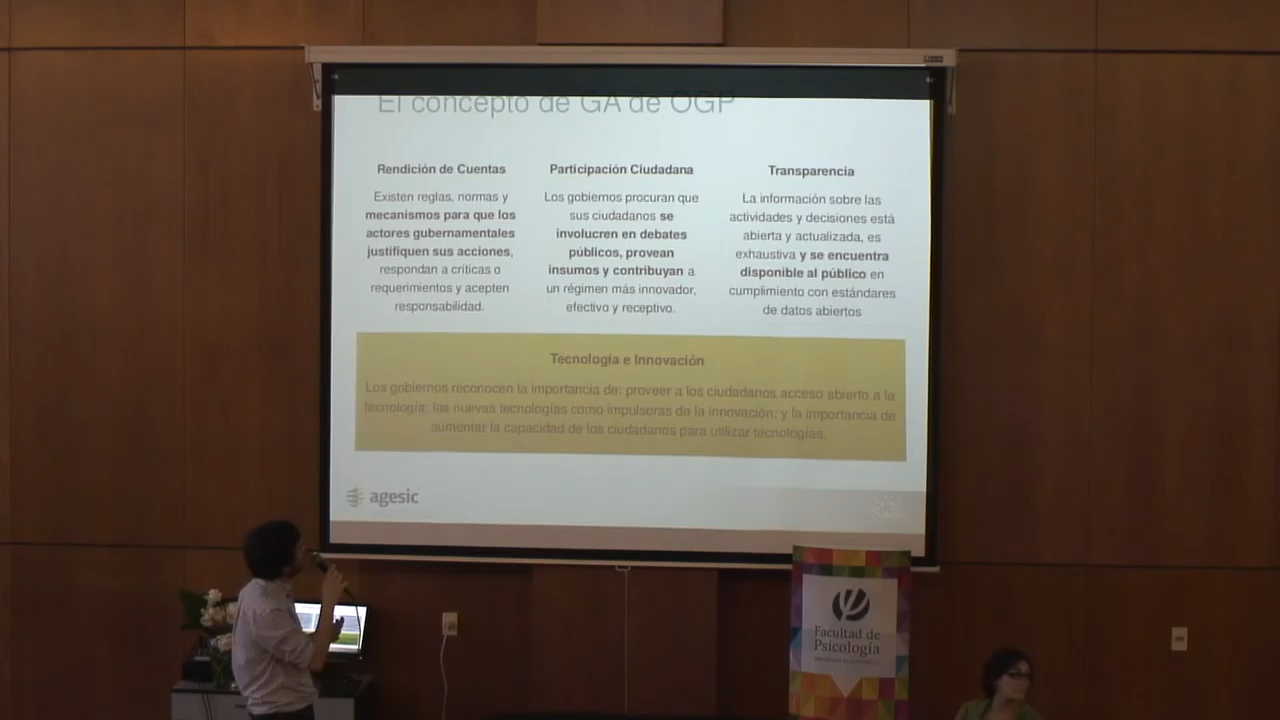 El concepto de GA de OGP
Rendición de Cuentas
Existen reglas, normas y
mecanismos para que los
actores gubernamentales
justifiquen sus acciones,
respondan a críticas o
requerimientos y acepten
responsabilidad.
Participación Ciudadana
Los gobiernos procuran que
sus ciudadanos se
involucren en debates
públicos, provean
insumos y contribuyan a
un régimen más innovador,
efectivo y receptivo.
Transparencia
La información sobre las
actividades y decisiones está
abierta y actualizada, es
exhaustiva y se encuentra
disponible al público en
cumplimiento con estándares
de datos abiertos
Tecnología e Innovación
Los gobiernos reconocen la importancia de: proveer a los ciudadanos acceso abierto a la
tecnología; las nuevas tecnologías como impulsoras de la innovación; y la importancia de
aumentar la capacidad de los ciudadanos para utilizar tecnologías.
agesic
Facultad de
Psicología